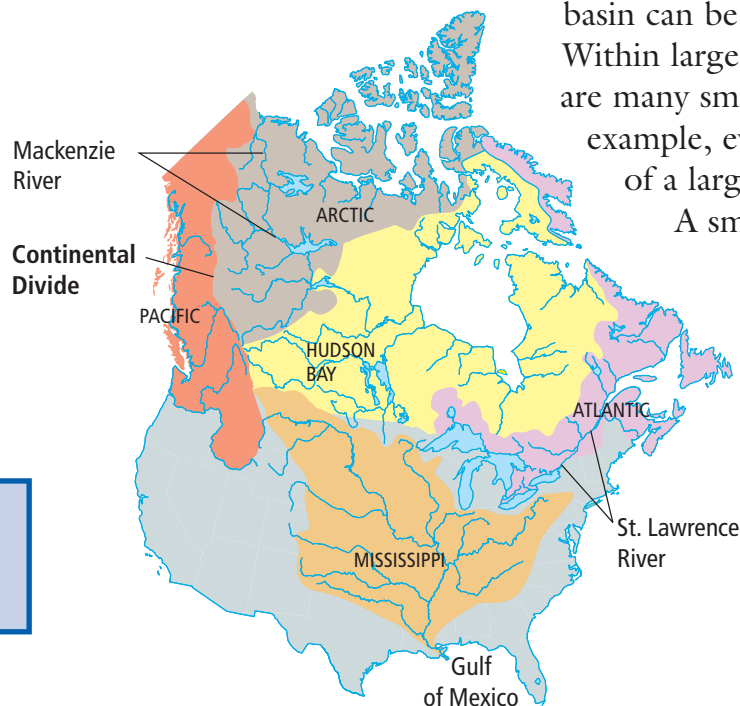 basin can be
Within large
are many sm
example, ev
of a larg
A sm
Mackenzie
River
ARCTIC
Continental
Divide
PACIFIC
HUDSON
BAY
ATLANTIC
St. Lawrence
River
MISSISSIPPI
Gulf
of Mexico